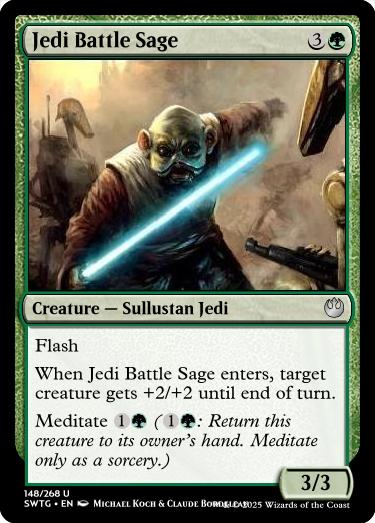 Jedi Battle Sage 3
Creature — Sullustan Jedi
Flash
When Jedi Battle Sage enters, target
creature gets +2/+2 until end of turn.
Meditate 1 ( 1 : Return this
creature to its owner's hand. Meditate
only as a sorcery.)
3/3
148/268 U
SWTG • EN Michael Koch & Claude 2025 Wizards of the Coast